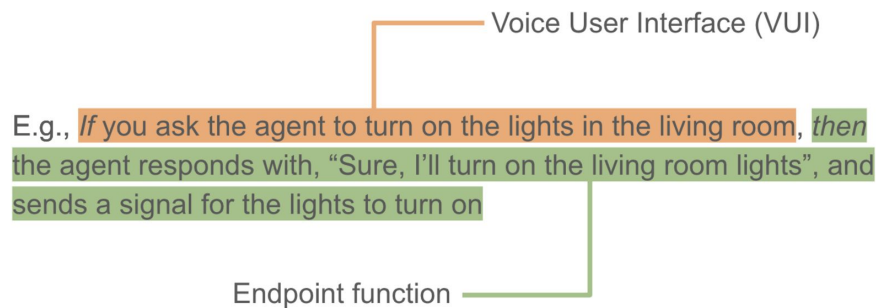 Voice User Interface (VUI)
E.g., If you ask the agent to turn on the lights in the living room, then
the agent responds with, “Sure, I’ll turn on the living room lights”, and
sends a signal for the lights to turn on
Endpoint function